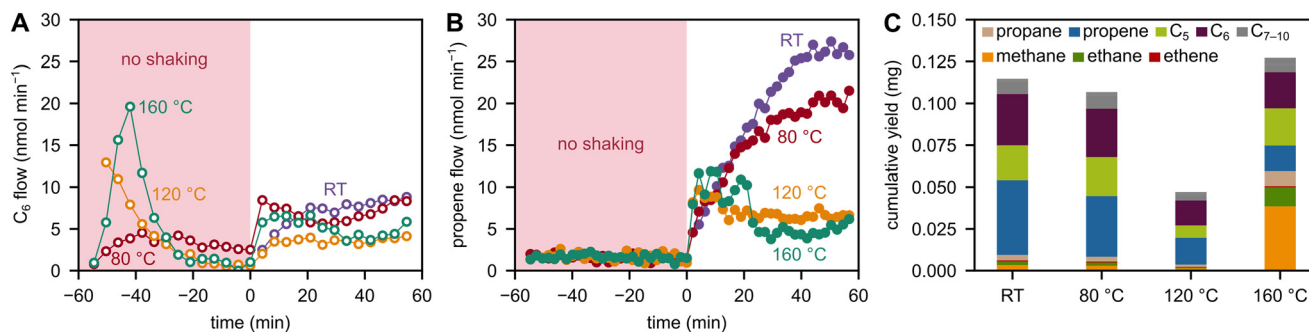 A
C₆ flow (nmol min⁻¹)
30
25
20
15
10
5
0
no shaking
160 °C
120 °C
80 °C
RT
−60 −40 −20 0 20 40 60
time (min)
B
propene flow (nmol min⁻¹)
30
25
20
15
10
5
0
no shaking
RT
80 °C
120 °C
160 °C
−60 −40 −20 0 20 40 60
time (min)
C
cumulative yield (mg)
0.150
0.125
0.100
0.075
0.050
0.025
0.000
propane propene C₅ C₆ C₇₋₁₀
methane ethane ethene
RT 80 °C 120 °C 160 °C